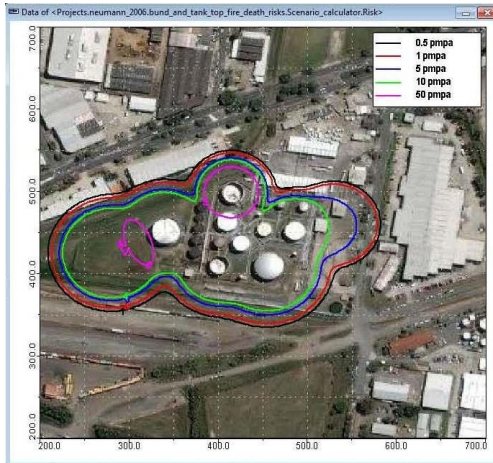 Data of <Projects.neumann_2006.bund_and_tank_top_fire_death_risks.Scenario_calculator.Risk>
0.5 pmpa
1 pmpa
5 pmpa
10 pmpa
50 pmpa
700.0
600.0
500.0
400.0
300.0
200.0
200.0 300.0 400.0 500.0 600.0 700.0